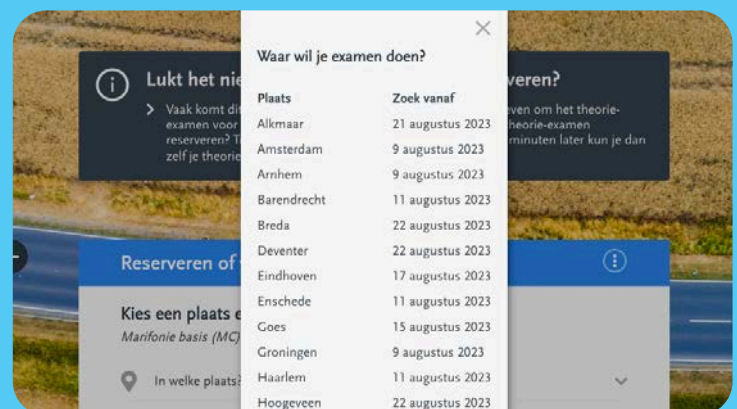 Waar wil je examen doen?
Plaats Zoek vanaf
Alkmaar 21 augustus 2023
Amsterdam 9 augustus 2023
Arnhem 9 augustus 2023
Barendrecht 11 augustus 2023
Breda 22 augustus 2023
Deventer 22 augustus 2023
Eindhoven 17 augustus 2023
Enschede 11 augustus 2023
Goes 15 augustus 2023
Groningen 9 augustus 2023
Haarlem 11 augustus 2023
Hoogeveen 22 augustus 2023
Lukt het nie
veren?
Vaak komt dit
even om het theorie-
examen voor
heorie-examen
reserveren?
minuten later kun je dan
zelf je theorie
Reserveren of
Kies een plaats e
Marifonie basis (MC)
In welke plaats?